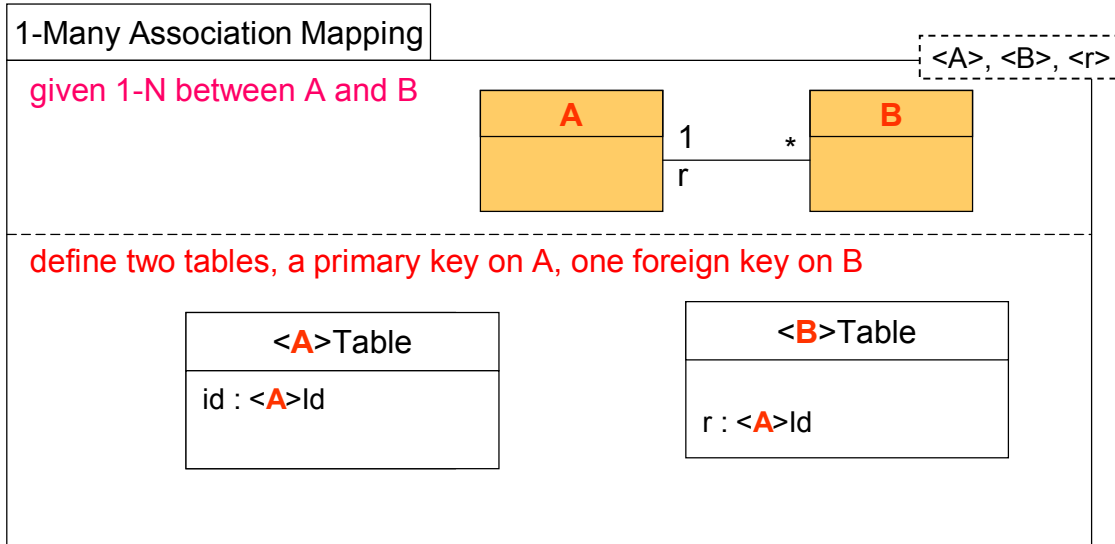 1-Many Association Mapping
<A>, <B>, <r>
given 1-N between A and B
A
B
1
*
r
define two tables, a primary key on A, one foreign key on B
<A>Table
<B>Table
id : <A>Id
r : <A>Id